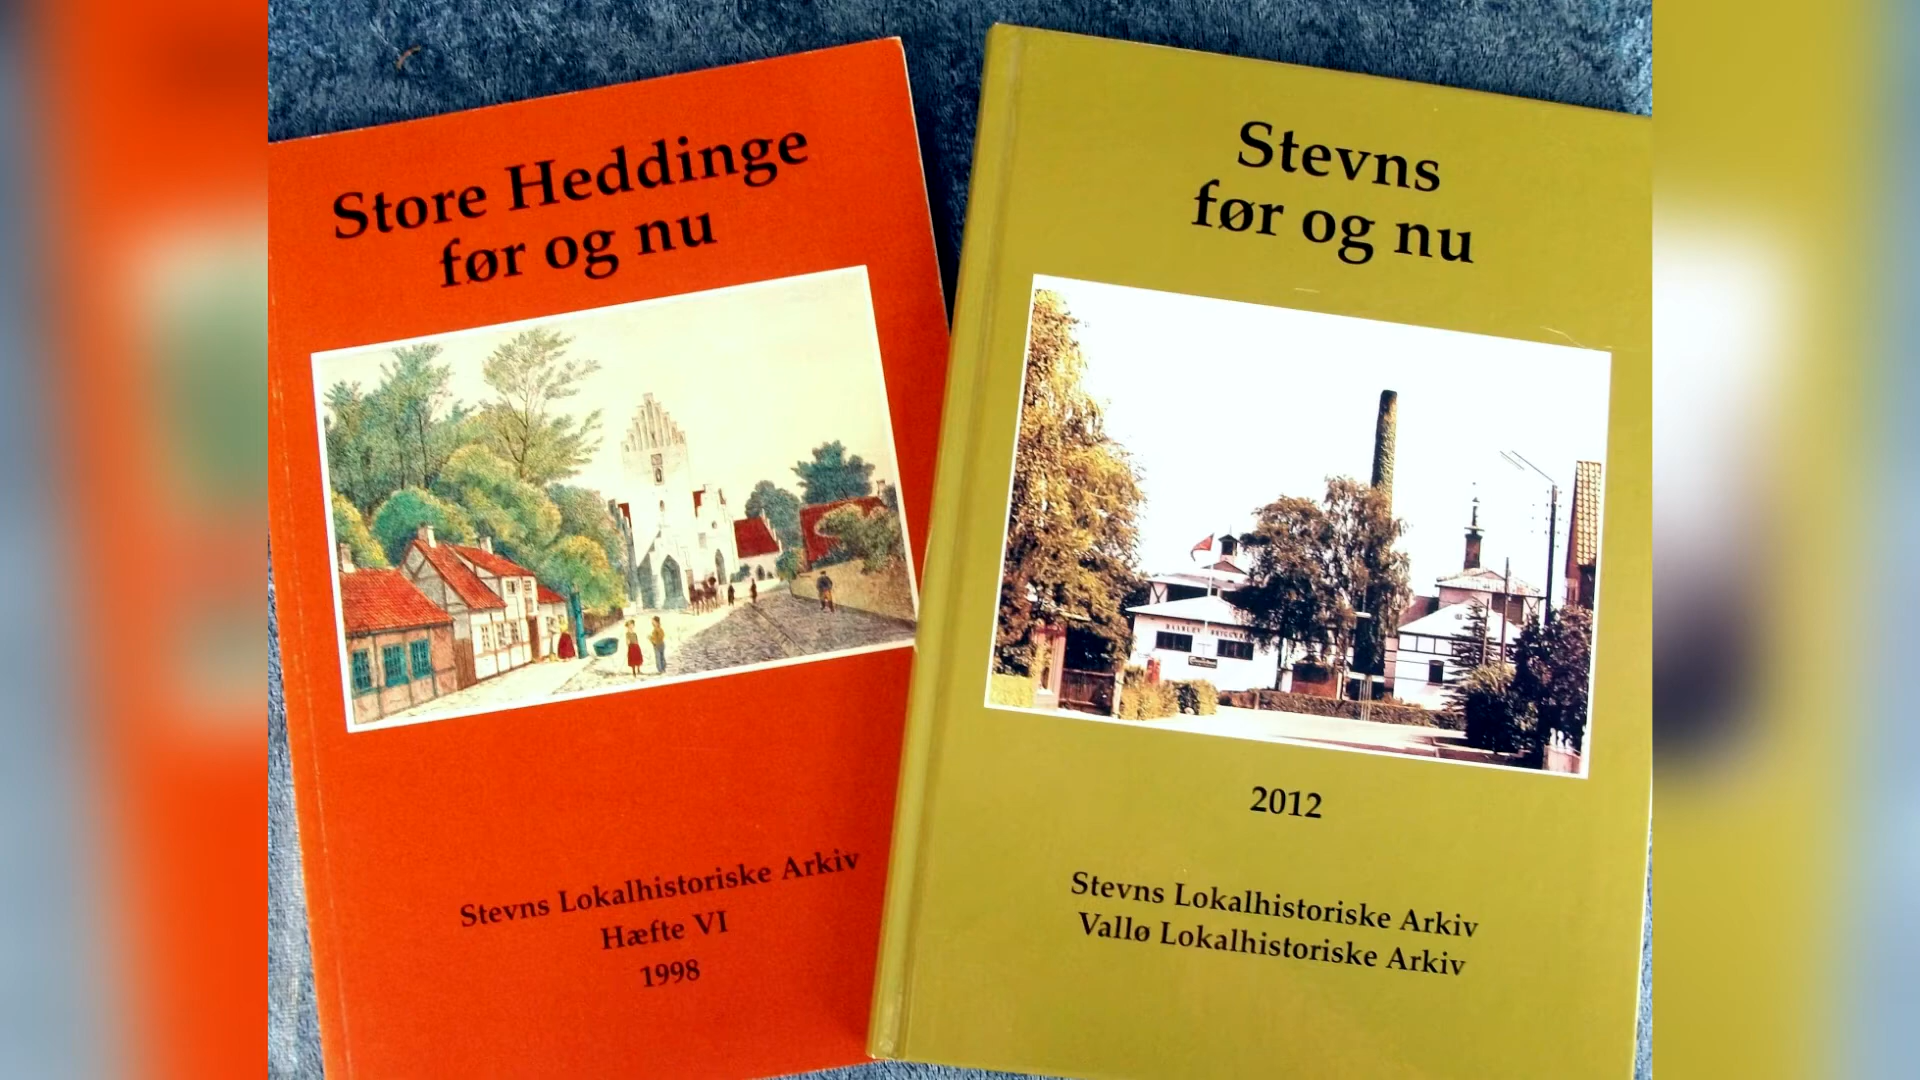 Store Heddinge
før og nu
Stevns Lokalhistoriske Arkiv
Hæfte VI
1998
Stevns
før og nu
2012
Stevns Lokalhistoriske Arkiv
Vallø Lokalhistoriske Arkiv